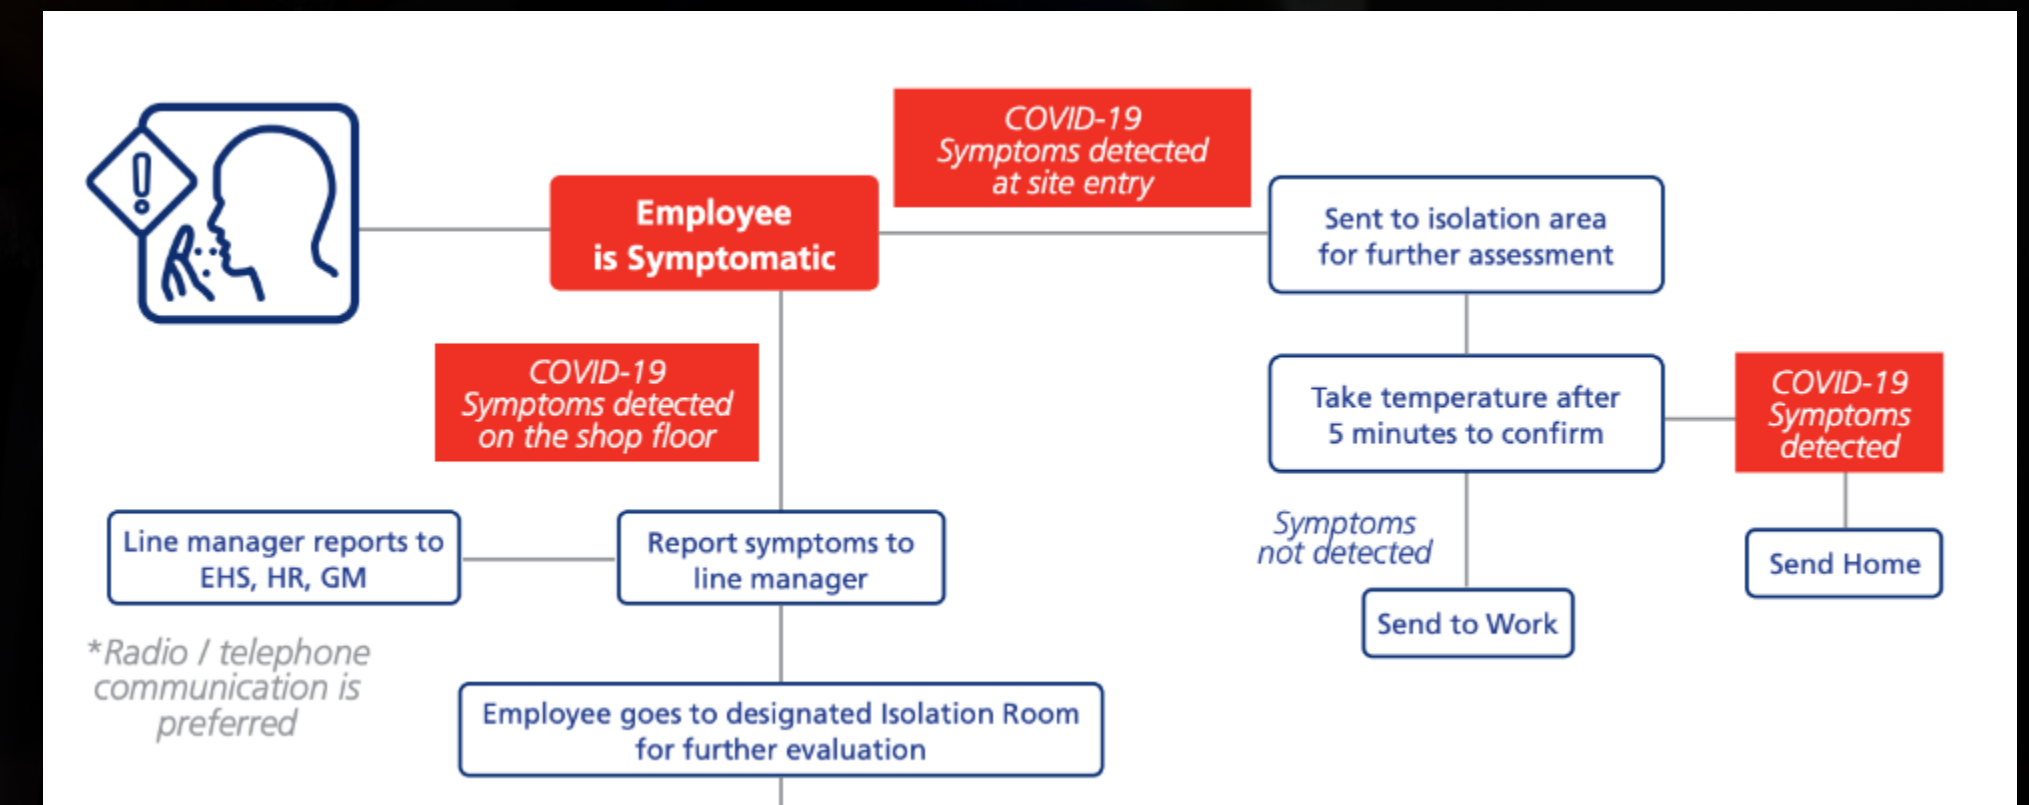 COVID-19
Symptoms detected
at site entry
Employee
is Symptomatic
Sent to isolation area
for further assessment
COVID-19
Symptoms detected
on the shop floor
Take temperature after
5 minutes to confirm
COVID-19
Symptoms
detected
Line manager reports to
EHS, HR, GM
Report symptoms to
line manager
Symptoms
not detected
Send Home
Send to Work
*Radio / telephone
communication is
preferred
Employee goes to designated Isolation Room
for further evaluation